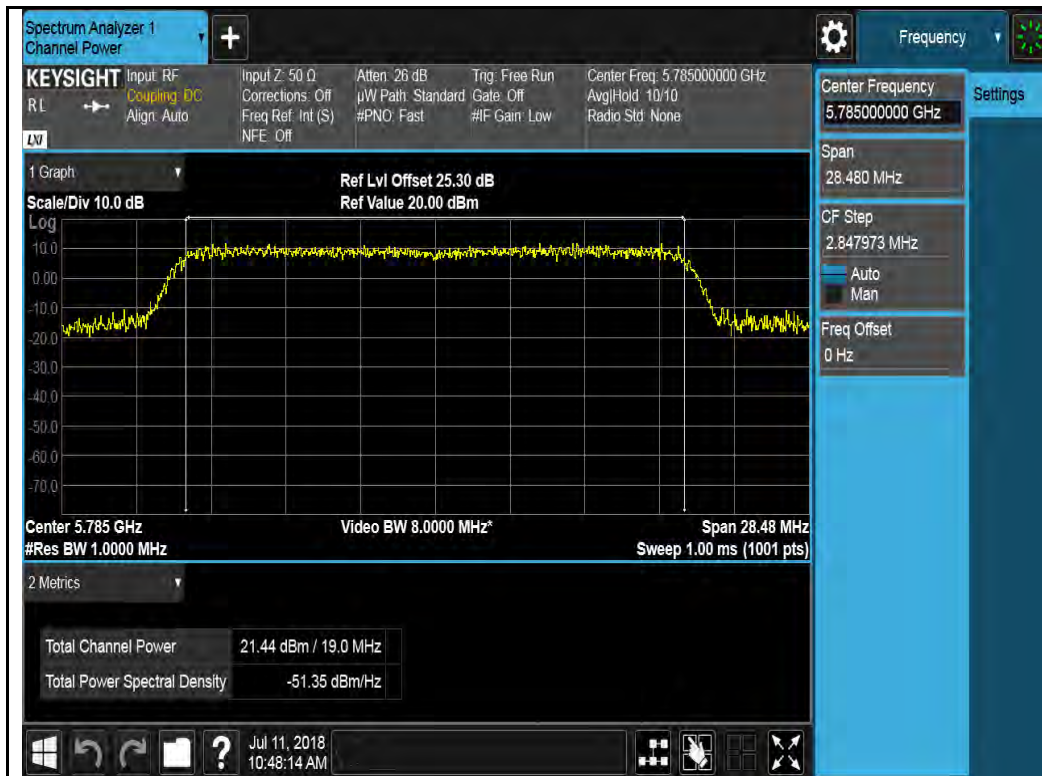 Spectrum Analyzer 1
Channel Power
+
Frequency
KEYSIGHT
R L
LXI
Input: RF
Coupling: DC
Align: Auto
Input Z: 50 Ω
Corrections: Off
Freq Ref: Int (S)
NFE: Off
Atten: 26 dB
µW Path: Standard
#PNO: Fast
Trig: Free Run
Gate: Off
#IF Gain: Low
Center Freq: 5.785000000 GHz
Avg|Hold: 10/10
Radio Std: None
Center Frequency
5.785000000 GHz
Settings
Span
28.480 MHz
CF Step
2.847973 MHz
Auto
Man
Freq Offset
0 Hz
1 Graph
Scale/Div 10.0 dB
Ref Lvl Offset 25.30 dB
Ref Value 20.00 dBm
Log
10.0
0.00
-10.0
-20.0
-30.0
-40.0
-50.0
-60.0
-70.0
Center 5.785 GHz
Video BW 8.0000 MHz*
Span 28.48 MHz
#Res BW 1.0000 MHz
Sweep 1.00 ms (1001 pts)
2 Metrics
Total Channel Power 21.44 dBm / 19.0 MHz
Total Power Spectral Density -51.35 dBm/Hz
?
Jul 11, 2018
10:48:14 AM